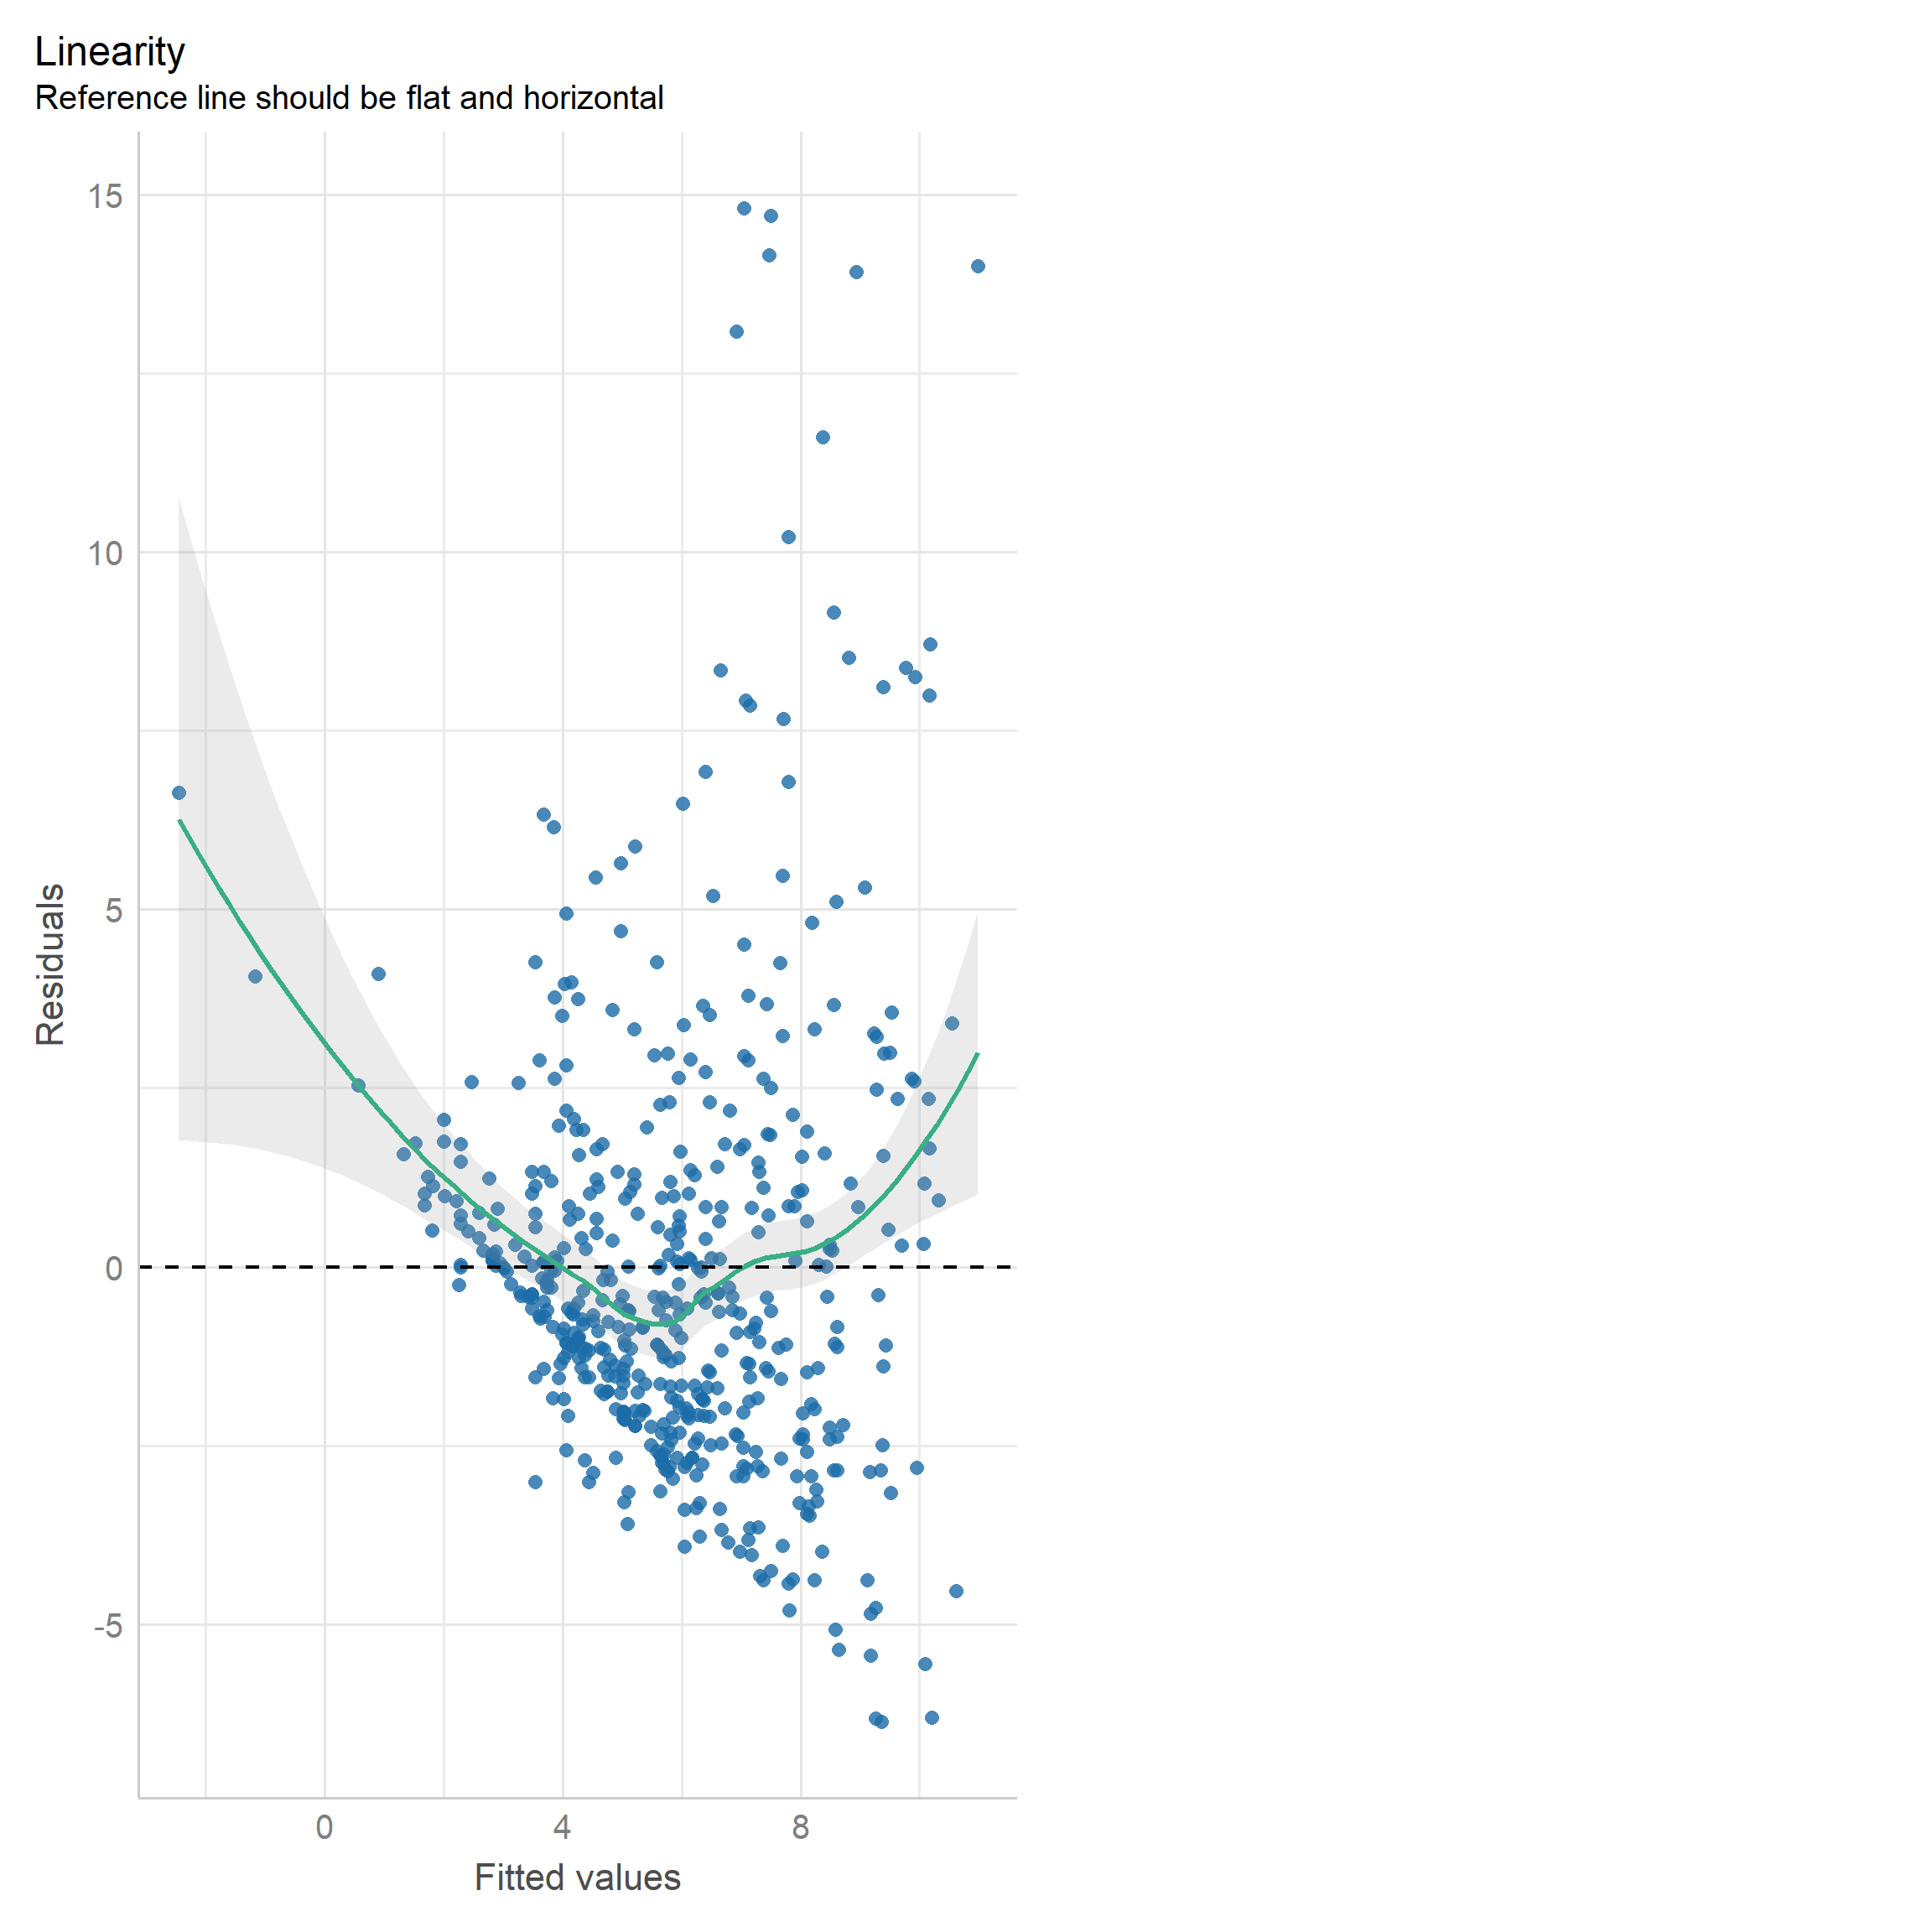 Linearity
Reference line should be flat and horizontal
15
10
5
0
-5
Residuals
0
4
8
Fitted values